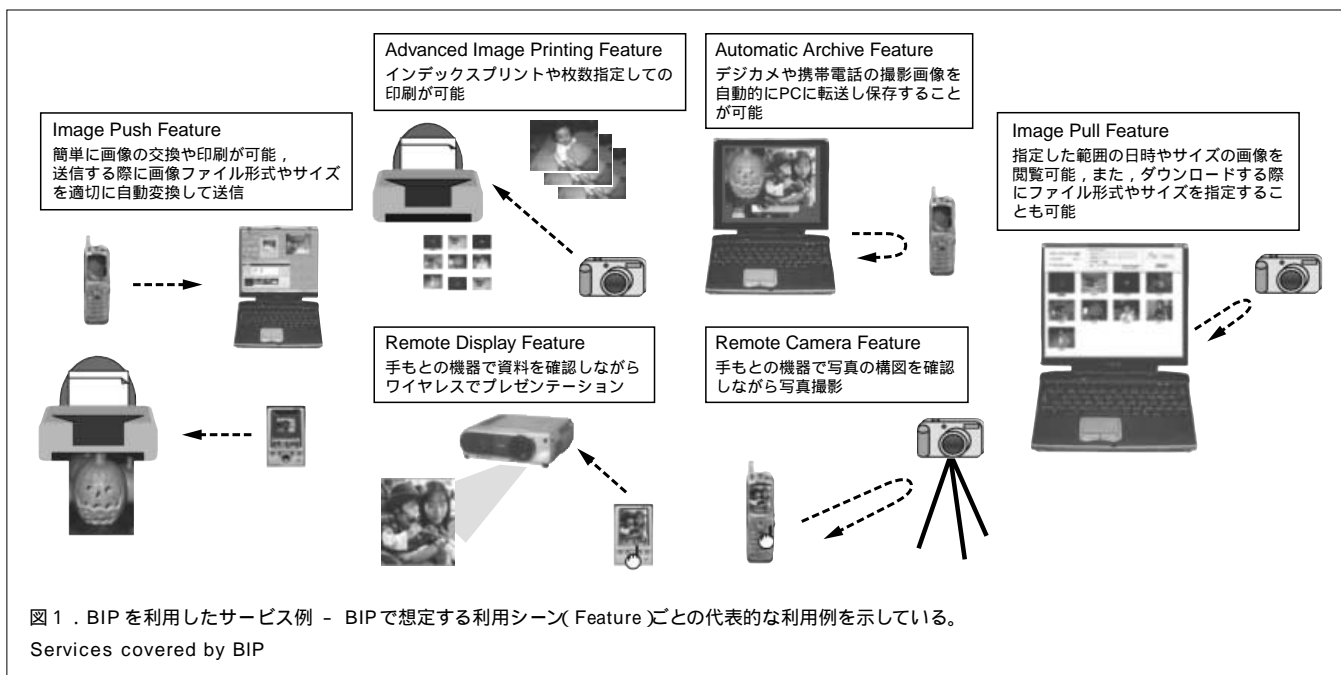 Advanced Image Printing Feature
インデックスプリントや枚数指定しての
印刷が可能
Automatic Archive Feature
デジカメや携帯電話の撮影画像を
自動的にPCに転送し保存すること
が可能
Image Push Feature
簡単に画像の交換や印刷が可能，
送信する際に画像ファイル形式やサイズ
を適切に自動変換して送信
Image Pull Feature
指定した範囲の日時やサイズの画像を
閲覧可能，また，ダウンロードする際
にファイル形式やサイズを指定するこ
とも可能
Remote Display Feature
手もとの機器で資料を確認しながら
ワイヤレスでプレゼンテーション
Remote Camera Feature
手もとの機器で写真の構図を確認
しながら写真撮影
図1．BIPを利用したサービス例 － BIPで想定する利用シーン(Feature)ごとの代表的な利用例を示している。
Services covered by BIP